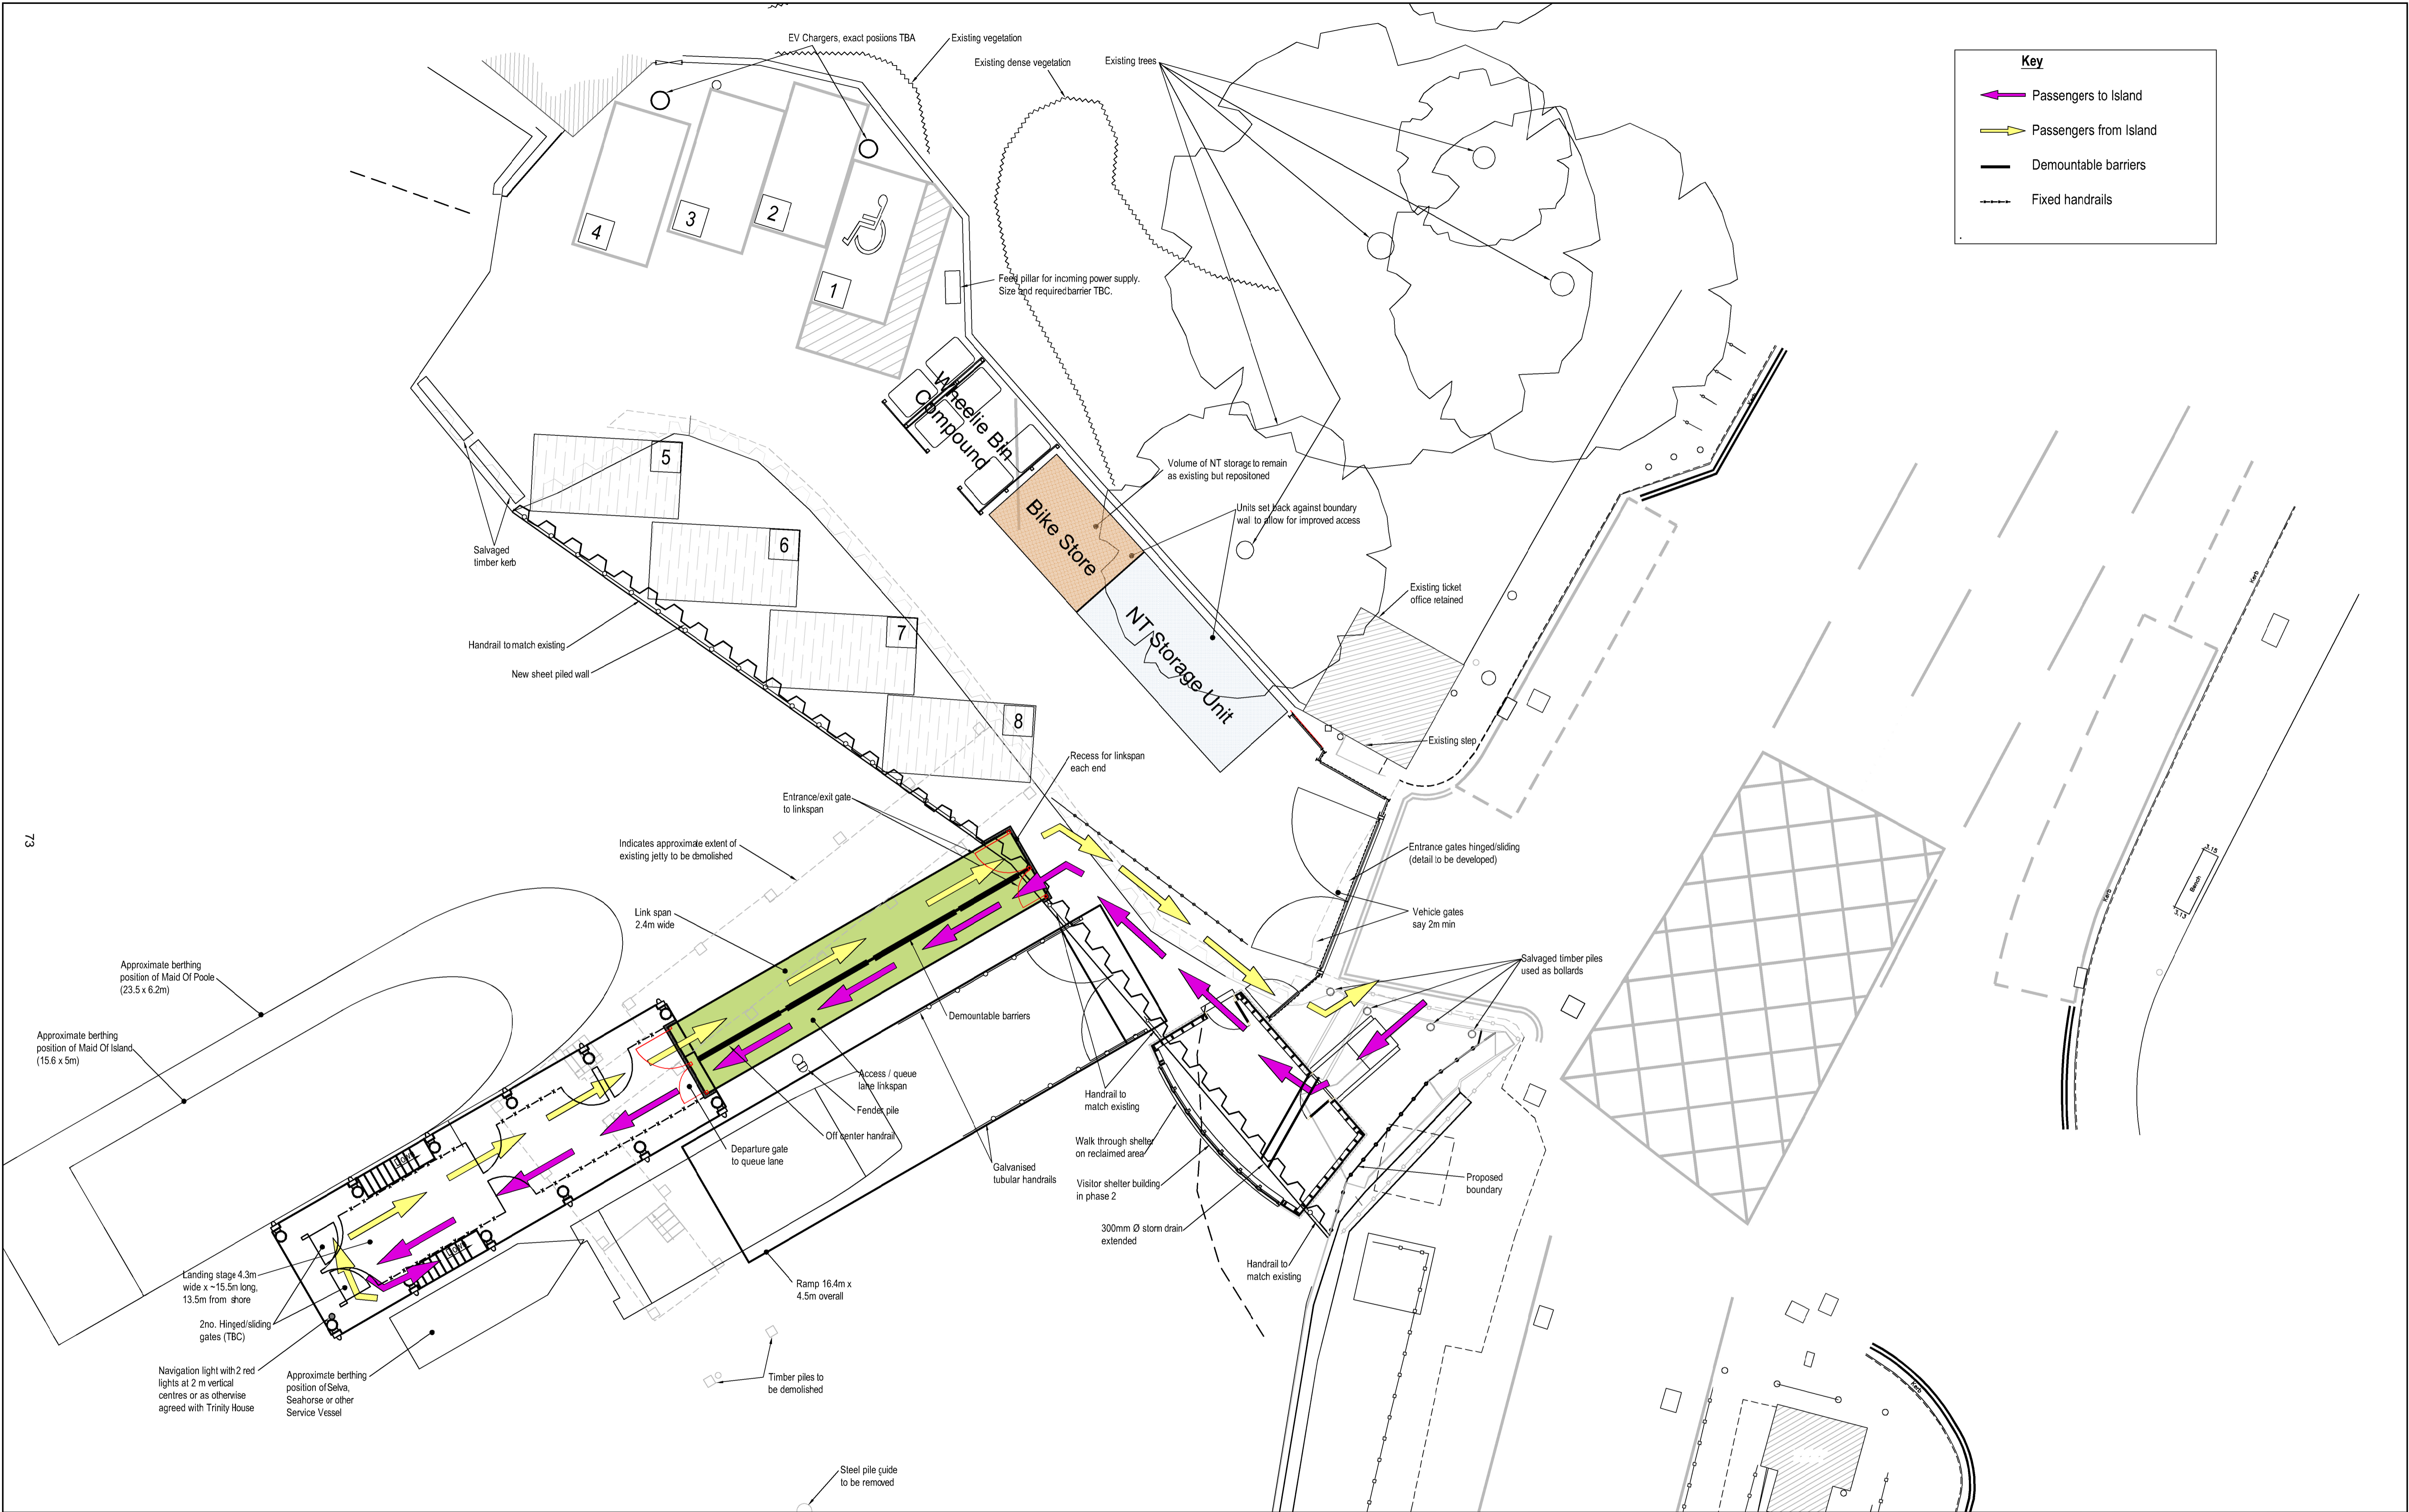 EV Chargers, exact posiions TBA
Existing vegetation
Existing dense vegetation
Existing trees
Key
Passengers to Island
Passengers from Island
Demountable barriers
Fixed handrails
4
3
2
1
Feed pillar for incoming power supply.
Size and required barrier TBC.
Wheelie Bin
Compound
5
6
7
8
Volume of NT storage to remain
as existing but repositoned
Units set back against boundary
wall to allow for improved access
Bike Store
NT Storage Unit
Salvaged
timber kerb
Existing ticket
office retained
Handrail to match existing
New sheet piled wall
Existing step
Recess for linkspan
each end
Entrance/exit gate
to linkspan
Indicates approximate extent of
existing jetty to be demolished
Entrance gates hinged/sliding
(detail to be developed)
Vehicle gates
say 2m min
Link span
2.4m wide
Salvaged timber piles
used as bollards
Approximate berthing
position of Maid Of Poole
(23.5 x 6.2m)
Approximate berthing
position of Maid Of Island
(15.6 x 5m)
Demountable barriers
Access / queue
lane linkspan
Fender pile
Off center handrail
Departure gate
to queue lane
Handrail to
match existing
Walk through shelter
on reclaimed area
Visitor shelter building
in phase 2
300mm Ø storm drain
extended
Galvanised
tubular handrails
Proposed
boundary
Handrail to
match existing
Down
Down
Landing stage 4.3m
wide x ~15.5m long,
13.5m from shore
2no. Hinged/sliding
gates (TBC)
Navigation light with 2 red
lights at 2 m vertical
centres or as otherwise
agreed with Trinity House
Approximate berthing
position of Selva,
Seahorse or other
Service Vessel
Ramp 16.4m x
4.5m overall
Timber piles to
be demolished
Steel pile guide
to be removed
Kerb
Kerb
Kerb
Kerb
3.15
Bench
3.13
73